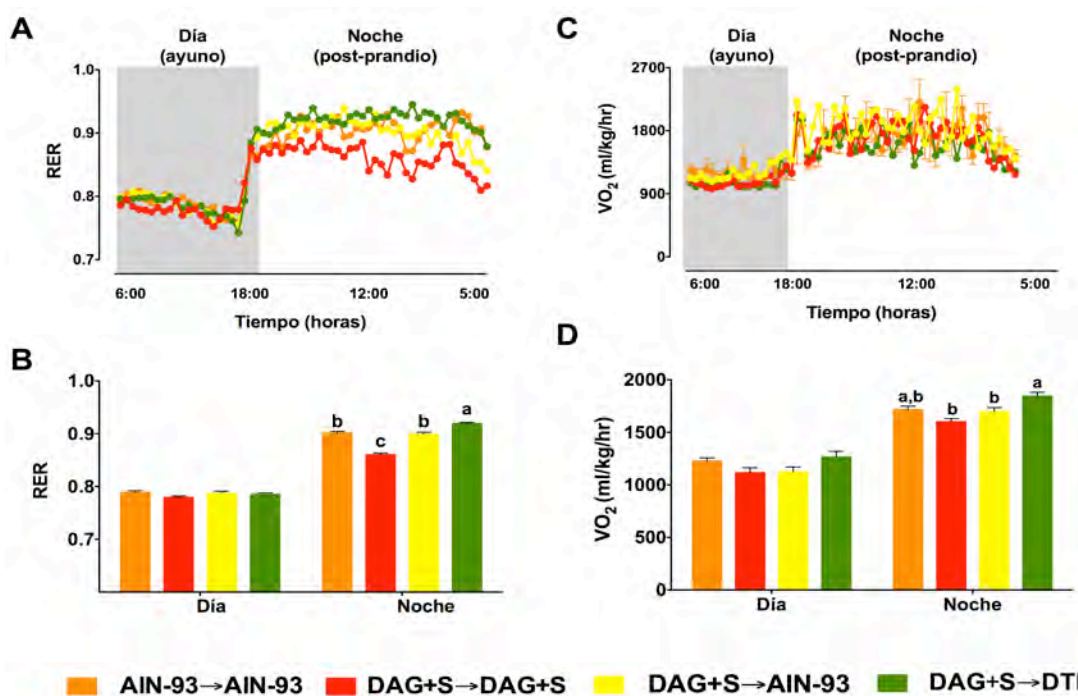 A
Día
(ayuno)
Noche
(post-prandio)
1.0
0.9
0.8
0.7
RER
6:00
18:00
12:00
5:00
Tiempo (horas)
C
Día
(ayuno)
Noche
(post-prandio)
2700
1800
900
0
VO2 (ml/kg/hr)
6:00
18:00
12:00
5:00
Tiempo (horas)
B
1.0
0.9
0.8
0.7
RER
b
c
b
a
Día
Noche
D
2000
1500
1000
500
0
VO2 (ml/kg/hr)
a,b
b
b
a
Día
Noche
AIN-93→AIN-93
DAG+S→DAG+S
DAG+S→AIN-93
DAG+S→DT